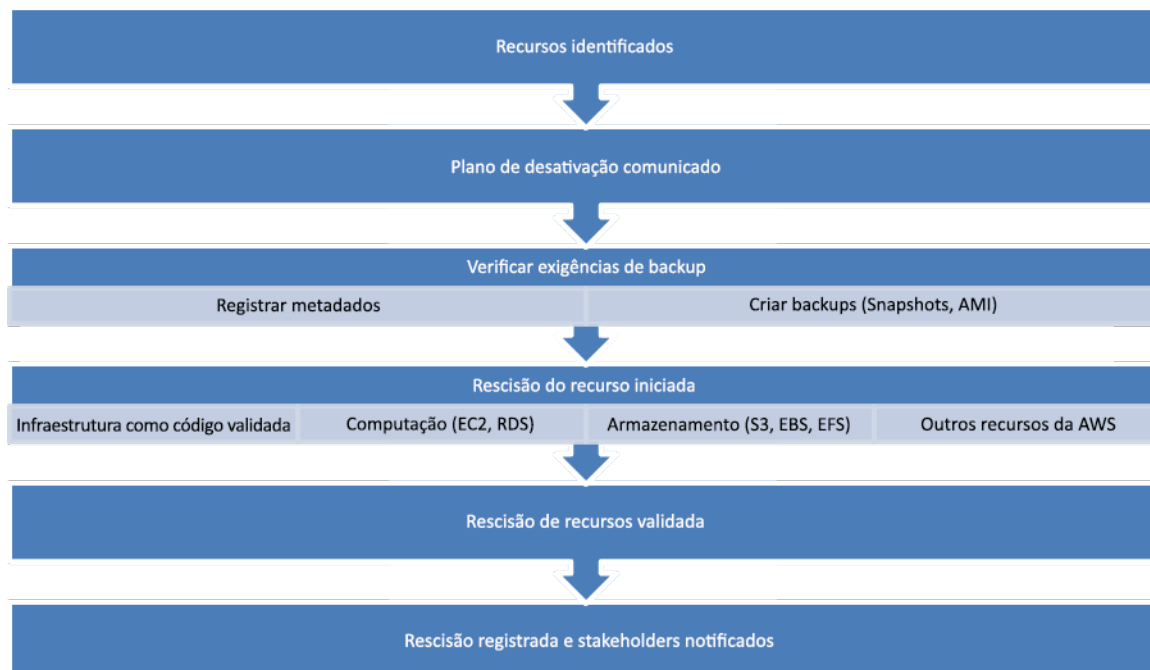 Recursos identificados
Plano de desativação comunicado
Verificar exigências de backup
Registrar metadados
Criar backups (Snapshots, AMI)
Rescisão do recurso iniciada
Infraestrutura como código validada
Computação (EC2, RDS)
Armazenamento (S3, EBS, EFS)
Outros recursos da AWS
Rescisão de recursos validada
Rescisão registrada e stakeholders notificados